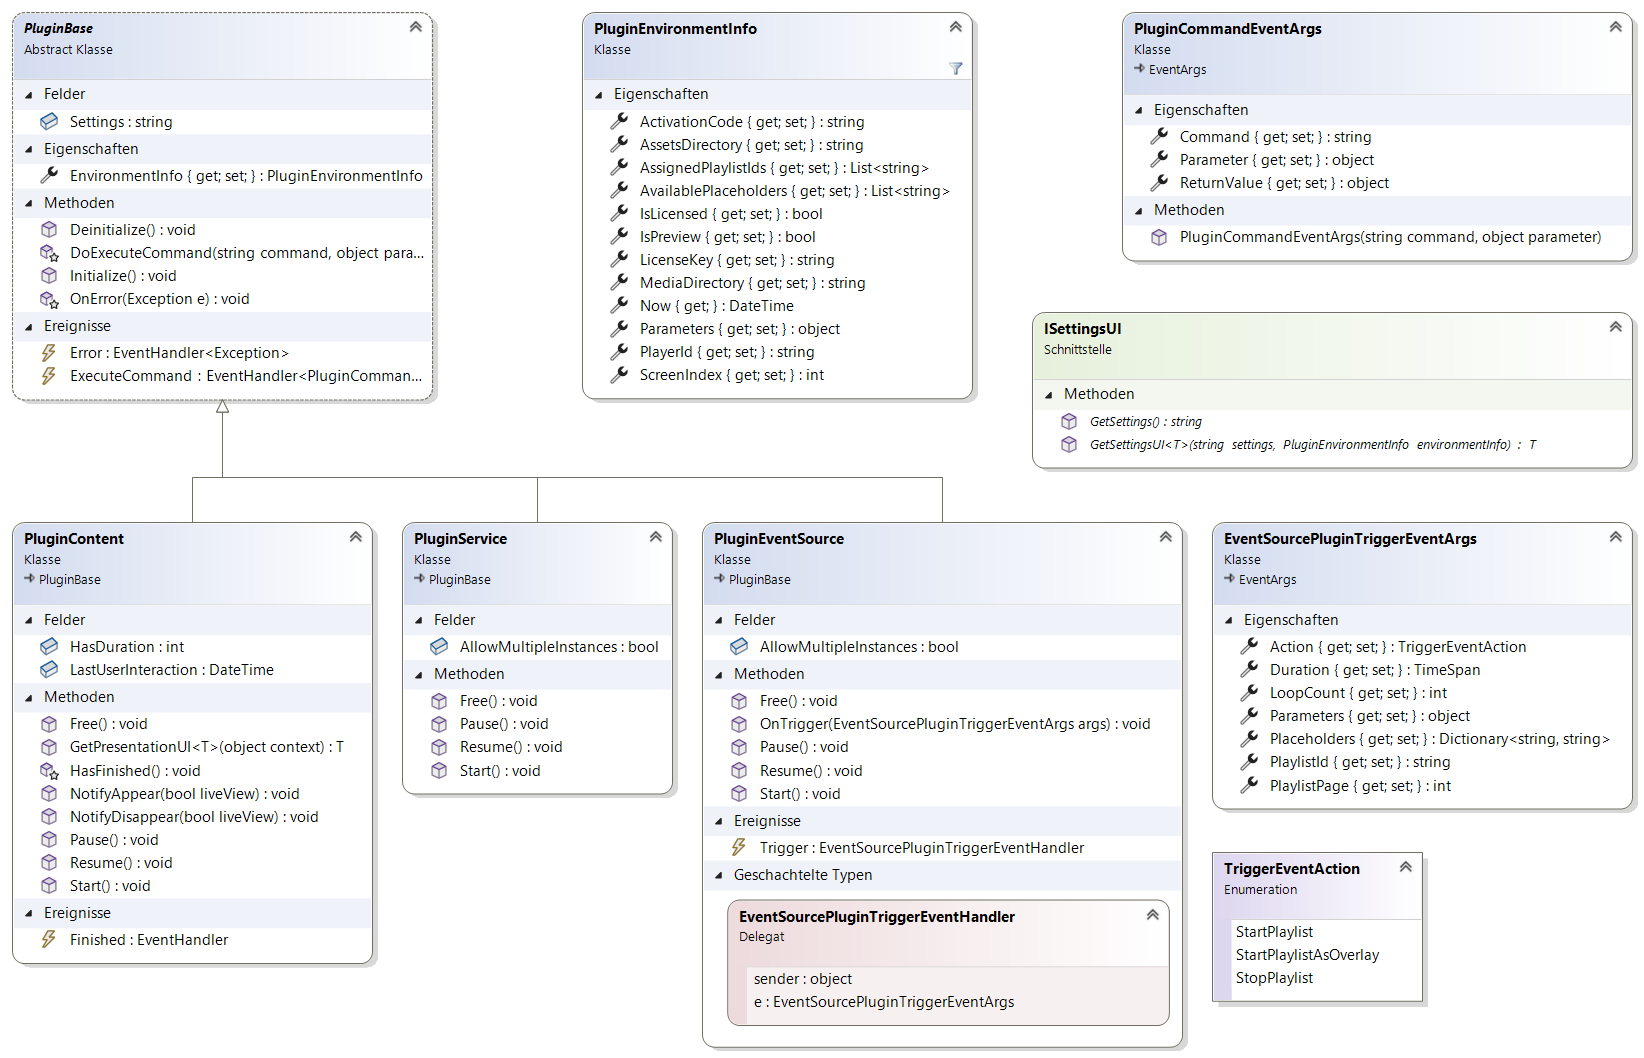 PluginBase
Abstract Klasse
Felder
Settings : string
Eigenschaften
EnvironmentInfo { get; set; } : PluginEnvironmentInfo
Methoden
Deinitialize() : void
DoExecuteCommand(string command, object para...
Initialize() : void
OnError(Exception e) : void
Ereignisse
Error : EventHandler<Exception>
ExecuteCommand : EventHandler<PluginComman...
PluginEnvironmentInfo
Klasse
Eigenschaften
ActivationCode { get; set; } : string
AssetsDirectory { get; set; } : string
AssignedPlaylistIds { get; set; } : List<string>
AvailablePlaceholders { get; set; } : List<string>
IsLicensed { get; set; } : bool
IsPreview { get; set; } : bool
LicenseKey { get; set; } : string
MediaDirectory { get; set; } : string
Now { get; } : DateTime
Parameters { get; set; } : object
PlayerId { get; set; } : string
ScreenIndex { get; set; } : int
PluginCommandEventArgs
Klasse
EventArgs
Eigenschaften
Command { get; set; } : string
Parameter { get; set; } : object
ReturnValue { get; set; } : object
Methoden
PluginCommandEventArgs(string command, object parameter)
ISettingsUI
Schnittstelle
Methoden
GetSettings() : string
GetSettingsUI<T>(string settings, PluginEnvironmentInfo environmentInfo) : T
PluginContent
Klasse
PluginBase
Felder
HasDuration : int
LastUserInteraction : DateTime
Methoden
Free() : void
GetPresentationUI<T>(object context) : T
HasFinished() : void
NotifyAppear(bool liveView) : void
NotifyDisappear(bool liveView) : void
Pause() : void
Resume() : void
Start() : void
Ereignisse
Finished : EventHandler
PluginService
Klasse
PluginBase
Felder
AllowMultipleInstances : bool
Methoden
Free() : void
Pause() : void
Resume() : void
Start() : void
PluginEventSource
Klasse
PluginBase
Felder
AllowMultipleInstances : bool
Methoden
Free() : void
OnTrigger(EventSourcePluginTriggerEventArgs args) : void
Pause() : void
Resume() : void
Start() : void
Ereignisse
Trigger : EventSourcePluginTriggerEventHandler
Geschachtelte Typen
EventSourcePluginTriggerEventHandler
Delegat
sender : object
e : EventSourcePluginTriggerEventArgs
EventSourcePluginTriggerEventArgs
Klasse
EventArgs
Eigenschaften
Action { get; set; } : TriggerEventAction
Duration { get; set; } : TimeSpan
LoopCount { get; set; } : int
Parameters { get; set; } : object
Placeholders { get; set; } : Dictionary<string, string>
PlaylistId { get; set; } : string
PlaylistPage { get; set; } : int
TriggerEventAction
Enumeration
StartPlaylist
StartPlaylistAsOverlay
StopPlaylist